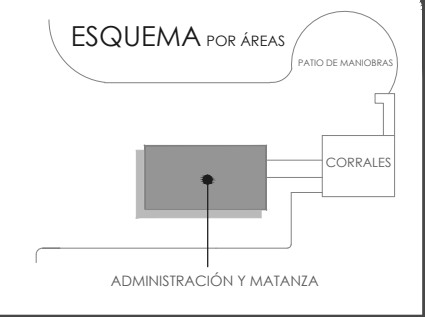 ESQUEMA POR ÁREAS
PATIO DE MANIOBRAS
CORRALES
ADMINISTRACIÓN Y MATANZA